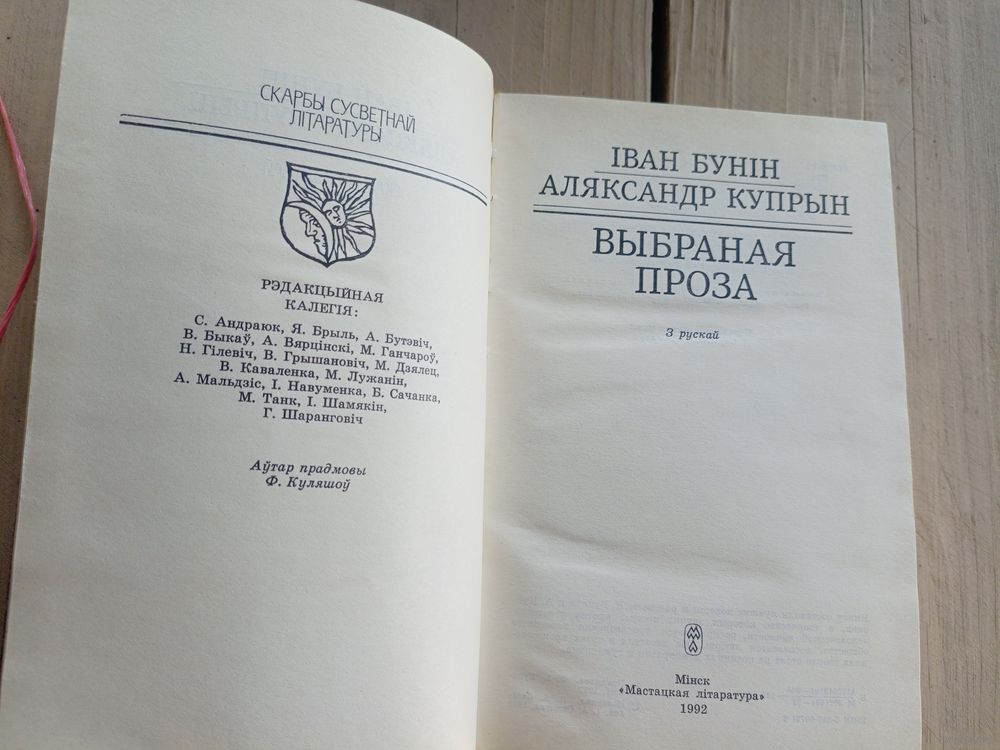 СКАРБЫ СУСВЕТНАЙ
ЛІТАРАТУРЫ
РЭДАКЦЫЙНАЯ
КАЛЕГІЯ:
С. Андраюк, Я. Брыль, А. Бутэвіч,
В. Быкаў, А. Вярцінскі, М. Ганчароў,
Н. Гілевіч, В. Грышановіч, М. Дзялец,
В. Каваленка, М. Лужанін,
А. Мальдзіс, І. Навуменка, Б. Сачанка,
М. Танк, І. Шамякін,
Г. Шаранговіч
Аўтар прадмовы
Ф. Куляшоў
ІВАН БУНІН
АЛЯКСАНДР КУПРЫН
ВЫБРАНАЯ
ПРОЗА
З рускай
Мінск
«Мастацкая літаратура»
1992